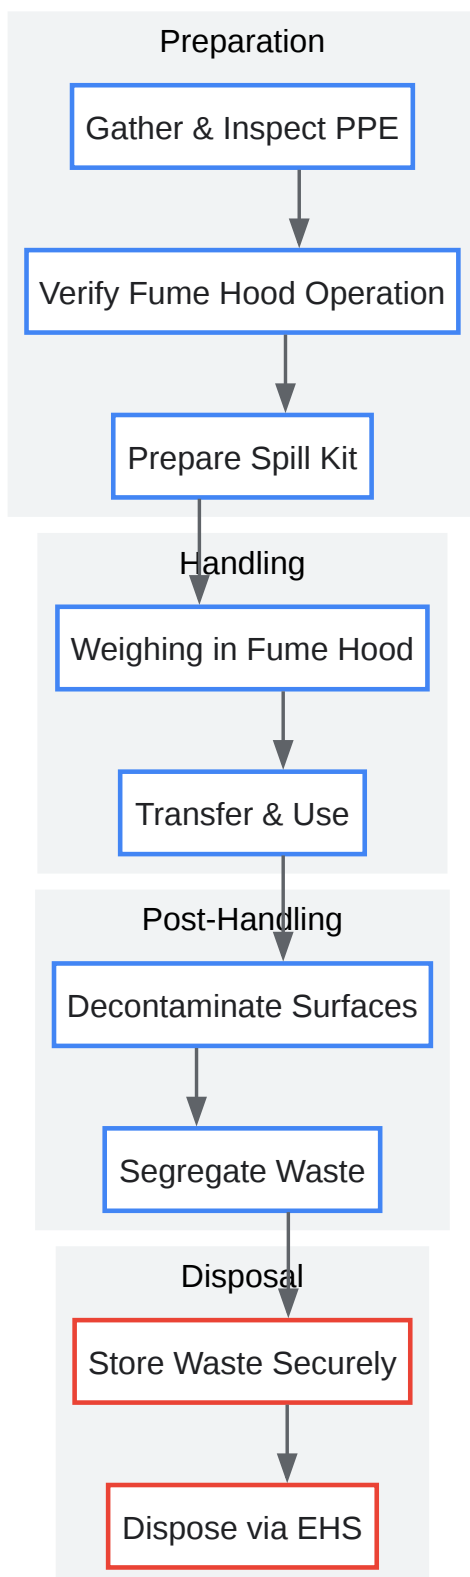 Preparation
Gather & Inspect PPE
Verify Fume Hood Operation
Prepare Spill Kit
Handling
Weighing in Fume Hood
Transfer & Use
Post-Handling
Decontaminate Surfaces
Segregate Waste
Disposal
Store Waste Securely
Dispose via EHS